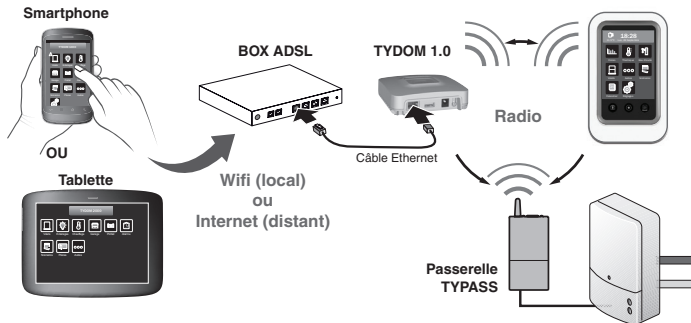 Smartphone
BOX ADSL
TYDOM 1.0
18:28
OU
Radio
Câble Ethernet
Tablette
Wifi (local)
ou
Internet (distant)
Passerelle
TYPASS